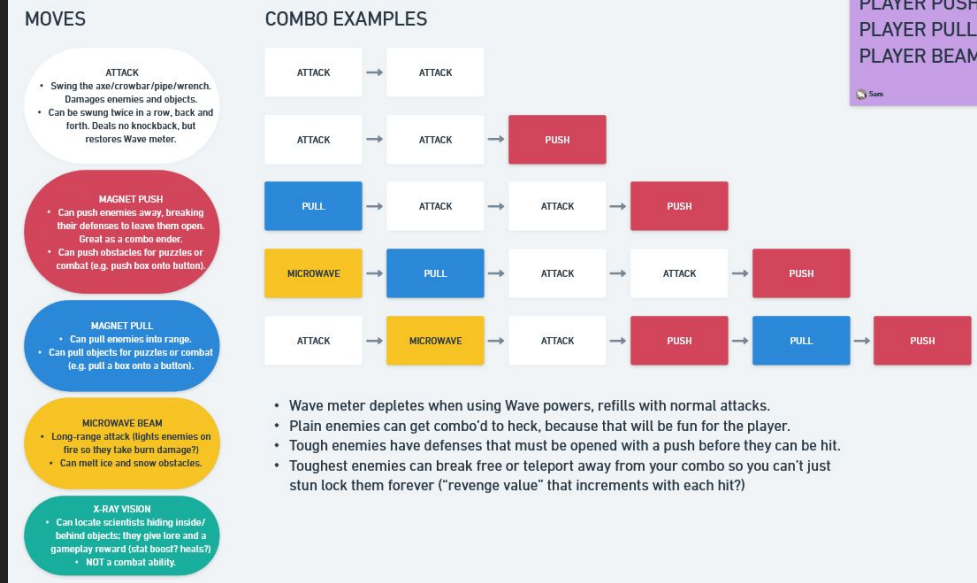 MOVES
COMBO EXAMPLES
PLAYER PUSH
PLAYER PULL
PLAYER BEAM
Sam
ATTACK
• Swing the axe/crowbar/pipe/wrench.
Damages enemies and objects.
• Can be swung twice in a row, back and
forth. Deals no knockback, but
restores Wave meter.
MAGNET PUSH
• Can push enemies away, breaking
their defenses to leave them open.
Great as a combo ender.
• Can push obstacles for puzzles or
combat (e.g. push box onto button).
MAGNET PULL
• Can pull enemies into range.
• Can pull objects for puzzles or combat
(e.g. pull a box onto a button).
MICROWAVE BEAM
• Long-range attack (lights enemies on
fire so they take burn damage?)
• Can melt ice and snow obstacles.
X-RAY VISION
• Can locate scientists hiding inside/
behind objects; they give lore and a
gameplay reward (stat boost? heals?)
• NOT a combat ability.
ATTACK → ATTACK
ATTACK → ATTACK → PUSH
PULL → ATTACK → ATTACK → PUSH
MICROWAVE → PULL → ATTACK → ATTACK → PUSH
ATTACK → MICROWAVE → ATTACK → PUSH → PULL → PUSH
• Wave meter depletes when using Wave powers, refills with normal attacks.
• Plain enemies can get combo'd to heck, because that will be fun for the player.
• Tough enemies have defenses that must be opened with a push before they can be hit.
• Toughest enemies can break free or teleport away from your combo so you can't just
stun lock them forever ("revenge value" that increments with each hit?)